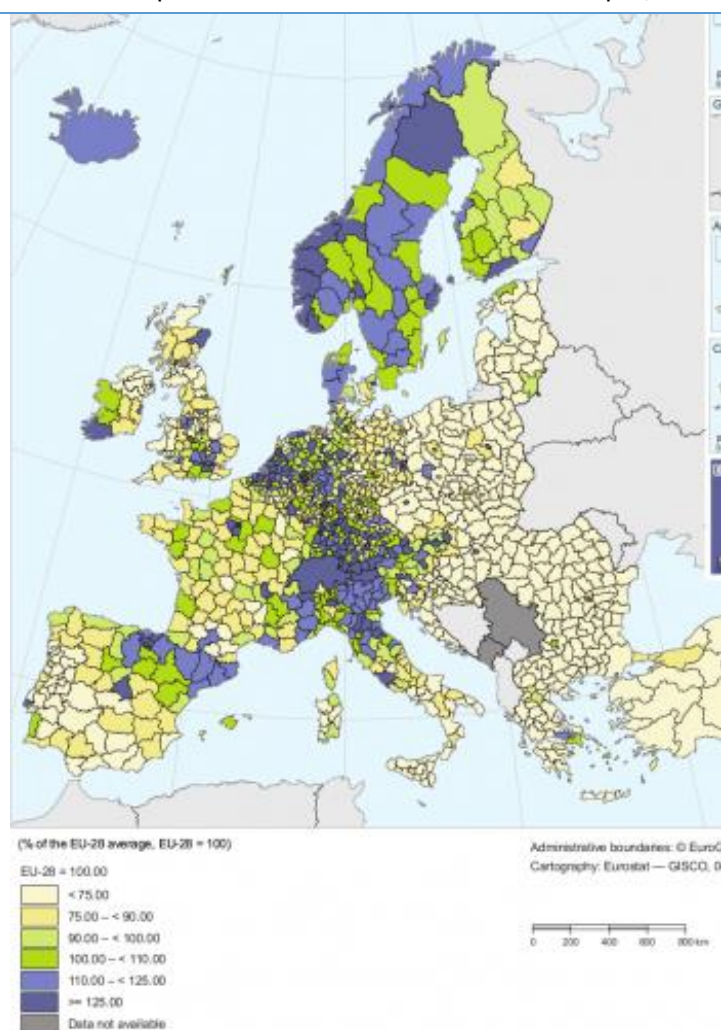 (% of the EU-28 average, EU-28 = 100)
EU-28 = 100.00
< 75.00
75.00 – < 90.00
90.00 – < 100.00
100.00 – < 110.00
110.00 – < 125.00
>= 125.00
Data not available
Administrative boundaries: © EuroG
Cartography: Eurostat — GISCO, 0
0 200 400 600 800 km